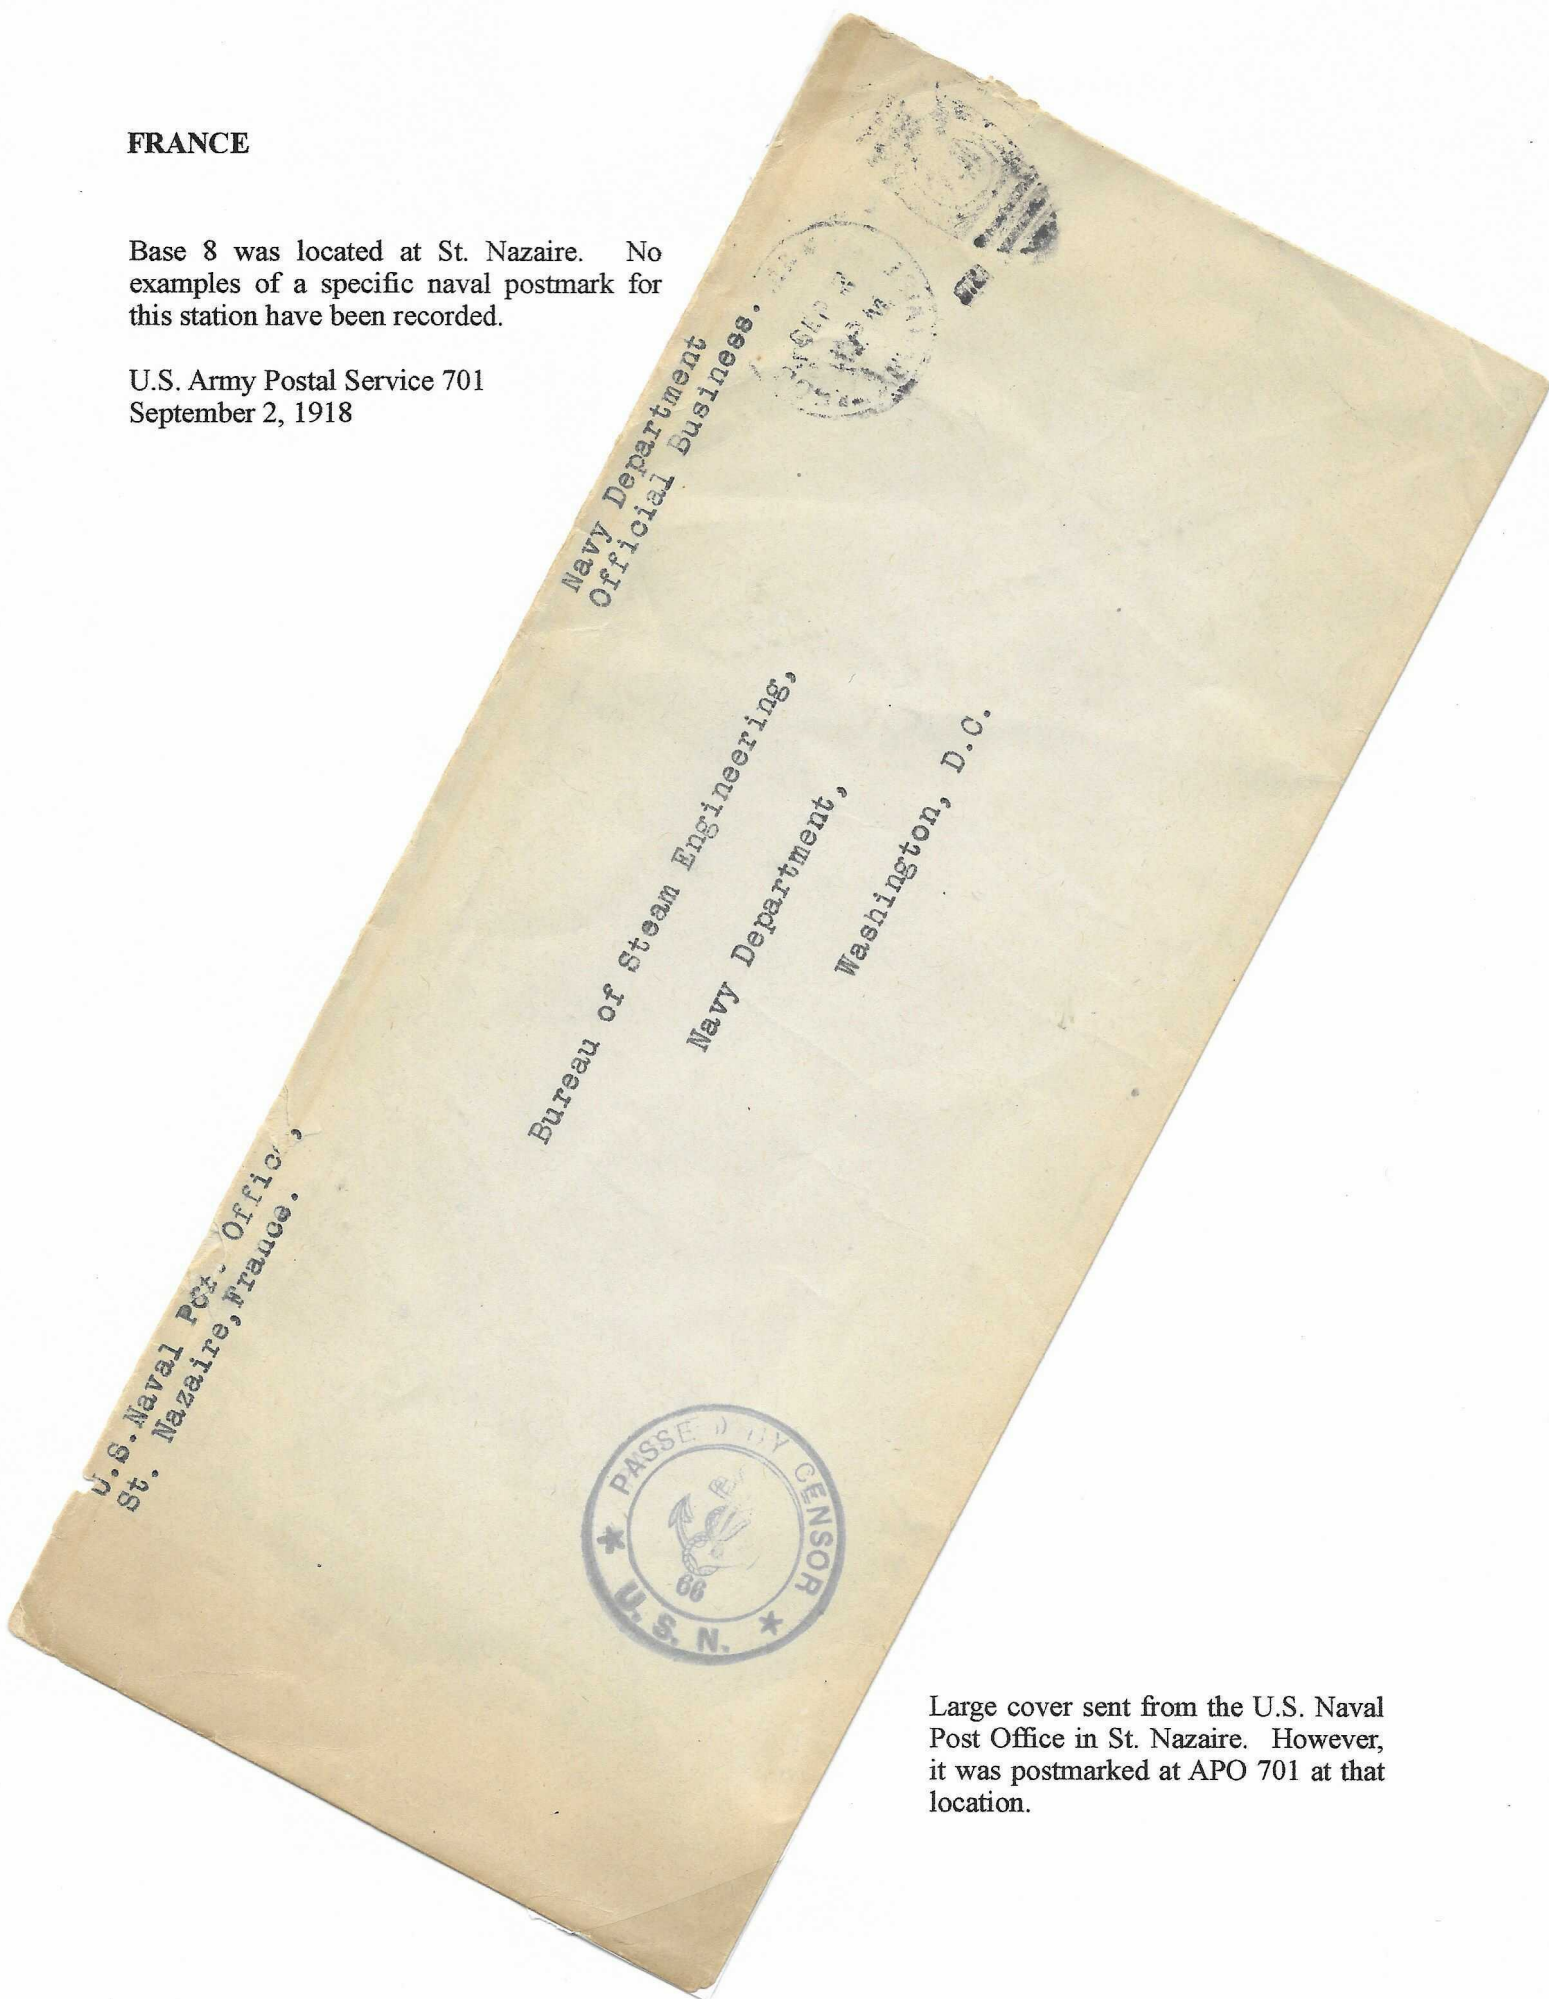 FRANCE
Base 8 was located at St. Nazaire. No
examples of a specific naval postmark for
this station have been recorded.
U.S. Army Postal Service 701
September 2, 1918
U.S. Naval Por. Offic ,
St. Nazaire, France.
Navy Department
Official Business.
SEP 2
Bureau of Steam Engineering,
Navy Department,
Washington, D.C.
PASSED BY CENSOR
66
★ U. S. N. ★
Large cover sent from the U.S. Naval
Post Office in St. Nazaire. However,
it was postmarked at APO 701 at that
location.